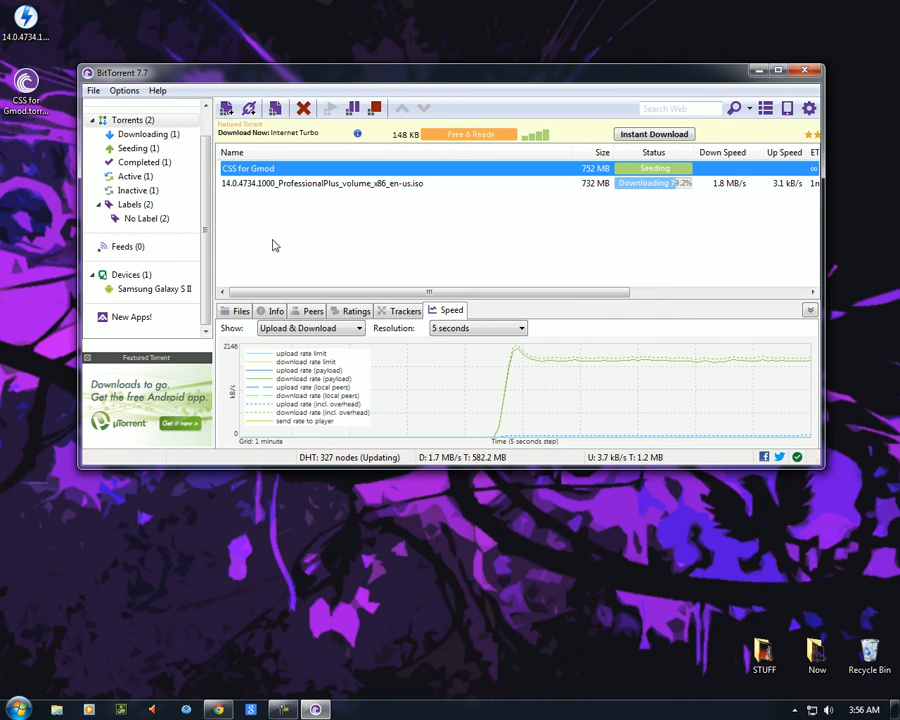 14.0.4734.1...
CSS for
Gmod.torr...
BitTorrent 7.7
File Options Help
Search Web
Torrents (2)
Downloading (1)
Seeding (1)
Completed (1)
Active (1)
Inactive (1)
Labels (2)
No Label (2)
Feeds (0)
Devices (1)
Samsung Galaxy S II
New Apps!
Featured Torrent
Download Now: Internet Turbo
148 KB
Free & Ready
Instant Download
Name Size Status Down Speed Up Speed ET
CSS for Gmod 752 MB Seeding ∞
14.0.4734.1000_ProfessionalPlus_volume_x86_en-us.iso 732 MB Downloading 79.2% 1.8 MB/s 3.1 kB/s 1m
Files Info Peers Ratings Trackers Speed
Show: Upload & Download Resolution: 5 seconds
2146
kB/s
0
upload rate limit
download rate limit
upload rate (payload)
download rate (payload)
upload rate (local peers)
download rate (local peers)
upload rate (incl. overhead)
download rate (incl. overhead)
send rate to player
Grid: 1 minute
Time (5 seconds step)
Featured Torrent
Downloads to go.
Get the free Android app.
µTorrent
Get it now >
DHT: 327 nodes (Updating) D: 1.7 MB/s T: 582.2 MB U: 3.7 kB/s T: 1.2 MB
STUFF
Now
Recycle Bin
3:56 AM